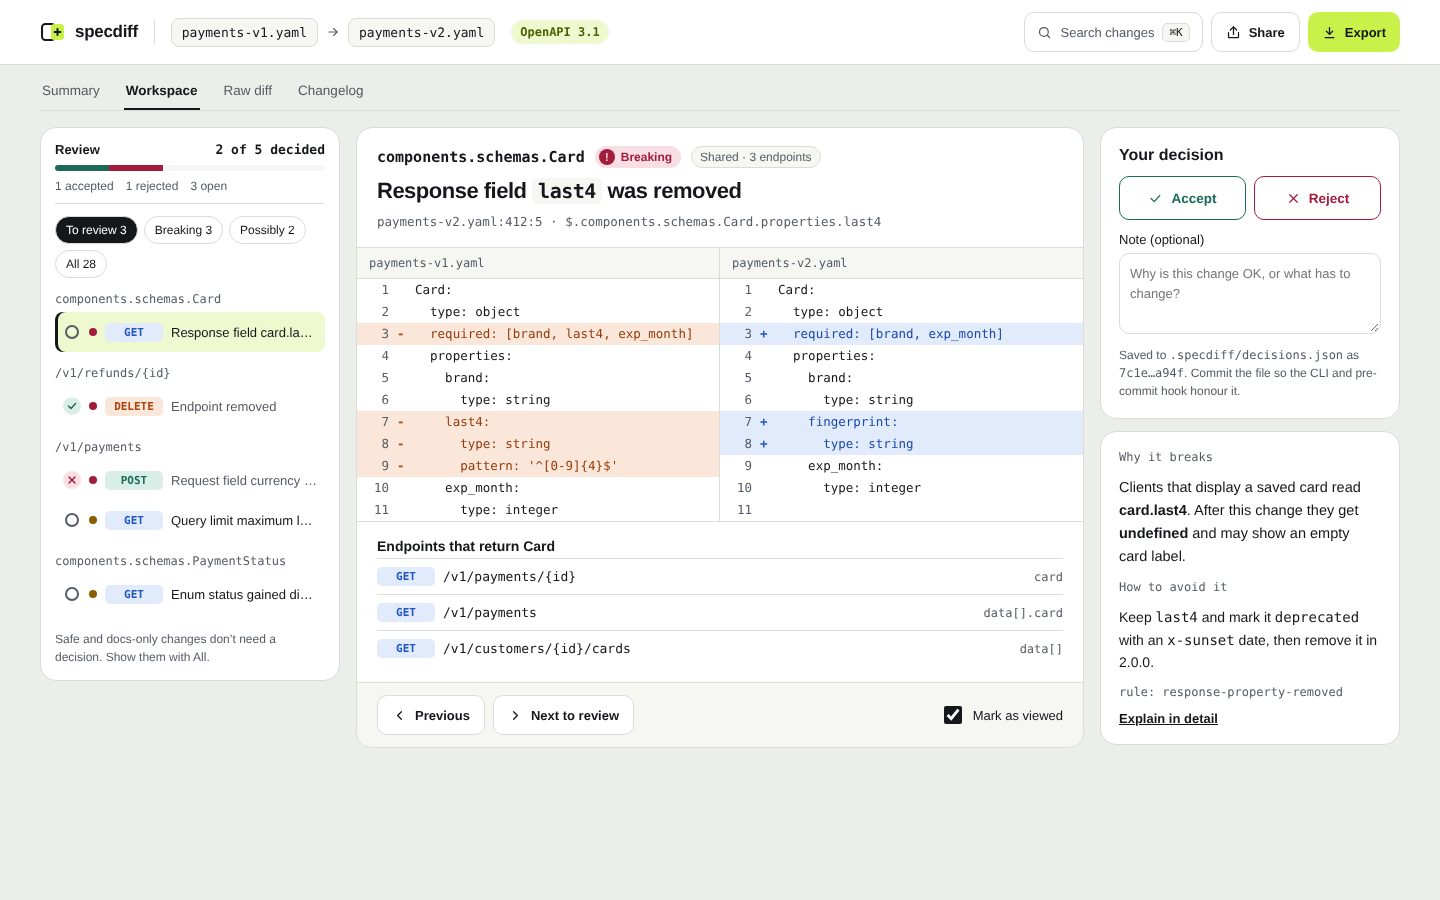 specdiff
payments-v1.yaml → payments-v2.yaml
OpenAPI 3.1
Search changes ⌘K
Share
Export
Summary
Workspace
Raw diff
Changelog
Review
2 of 5 decided
1 accepted 1 rejected 3 open
To review 3
Breaking 3
Possibly 2
All 28
components.schemas.Card
GET Response field card.la…
/v1/refunds/{id}
DELETE Endpoint removed
/v1/payments
POST Request field currency …
GET Query limit maximum l…
components.schemas.PaymentStatus
GET Enum status gained di…
Safe and docs-only changes don’t need a
decision. Show them with All.
components.schemas.Card
! Breaking
Shared · 3 endpoints
Response field last4 was removed
payments-v2.yaml:412:5 · $.components.schemas.Card.properties.last4
payments-v1.yaml
1 Card:
2 type: object
3 - required: [brand, last4, exp_month]
4 properties:
5 brand:
6 type: string
7 - last4:
8 - type: string
9 - pattern: '^[0-9]{4}$'
10 exp_month:
11 type: integer
payments-v2.yaml
1 Card:
2 type: object
3 + required: [brand, exp_month]
4 properties:
5 brand:
6 type: string
7 + fingerprint:
8 + type: string
9 exp_month:
10 type: integer
11
Endpoints that return Card
GET /v1/payments/{id} card
GET /v1/payments data[].card
GET /v1/customers/{id}/cards data[]
Previous
Next to review
Mark as viewed
Your decision
Accept
Reject
Note (optional)
Why is this change OK, or what has to
change?
Saved to .specdiff/decisions.json as
7c1e…a94f. Commit the file so the CLI and pre-
commit hook honour it.
Why it breaks
Clients that display a saved card read
card.last4. After this change they get
undefined and may show an empty
card label.
How to avoid it
Keep last4 and mark it deprecated
with an x-sunset date, then remove it in
2.0.0.
rule: response-property-removed
Explain in detail